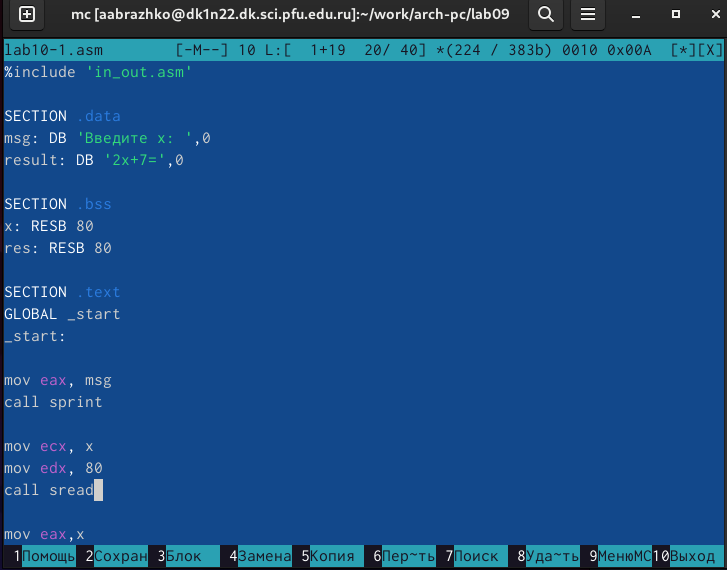 mc [aabrazhko@dk1n22.dk.sci.pfu.edu.ru]:~/work/arch-pc/lab09
lab10-1.asm [-M--] 10 L:[ 1+19 20/ 40] *(224 / 383b) 0010 0x00A [*][X]
%include 'in_out.asm'
SECTION .data
msg: DB 'Введите x: ',0
result: DB '2x+7=',0
SECTION .bss
x: RESB 80
res: RESB 80
SECTION .text
GLOBAL _start
_start:
mov eax, msg
call sprint
mov ecx, x
mov edx, 80
call sread
mov eax,x
1Помощь 2Сохран 3Блок 4Замена 5Копия 6Пер~ть 7Поиск 8Уда~ть 9МенюMC 10Выход